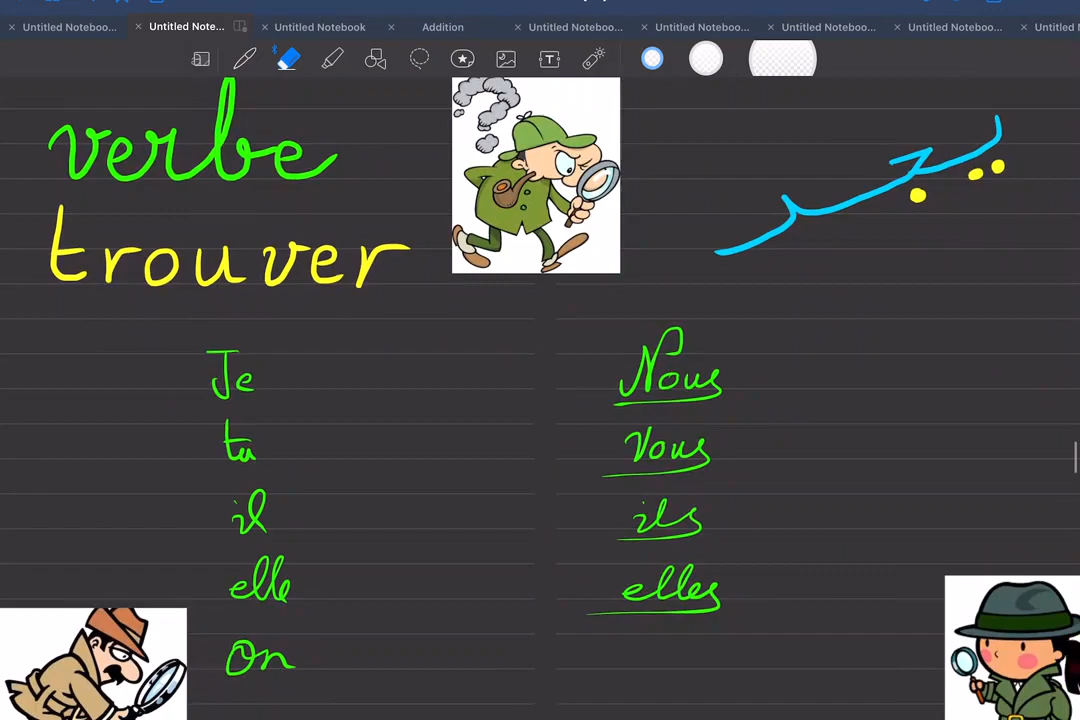 Untitled Noteboo... Untitled Note... Untitled Notebook Addition Untitled Noteboo... Untitled Noteboo... Untitled Noteboo... Untitled Noteboo... Untitled
verbe
trouver
يجد
Je
tu
il
elle
on
Nous
Vous
ils
elles